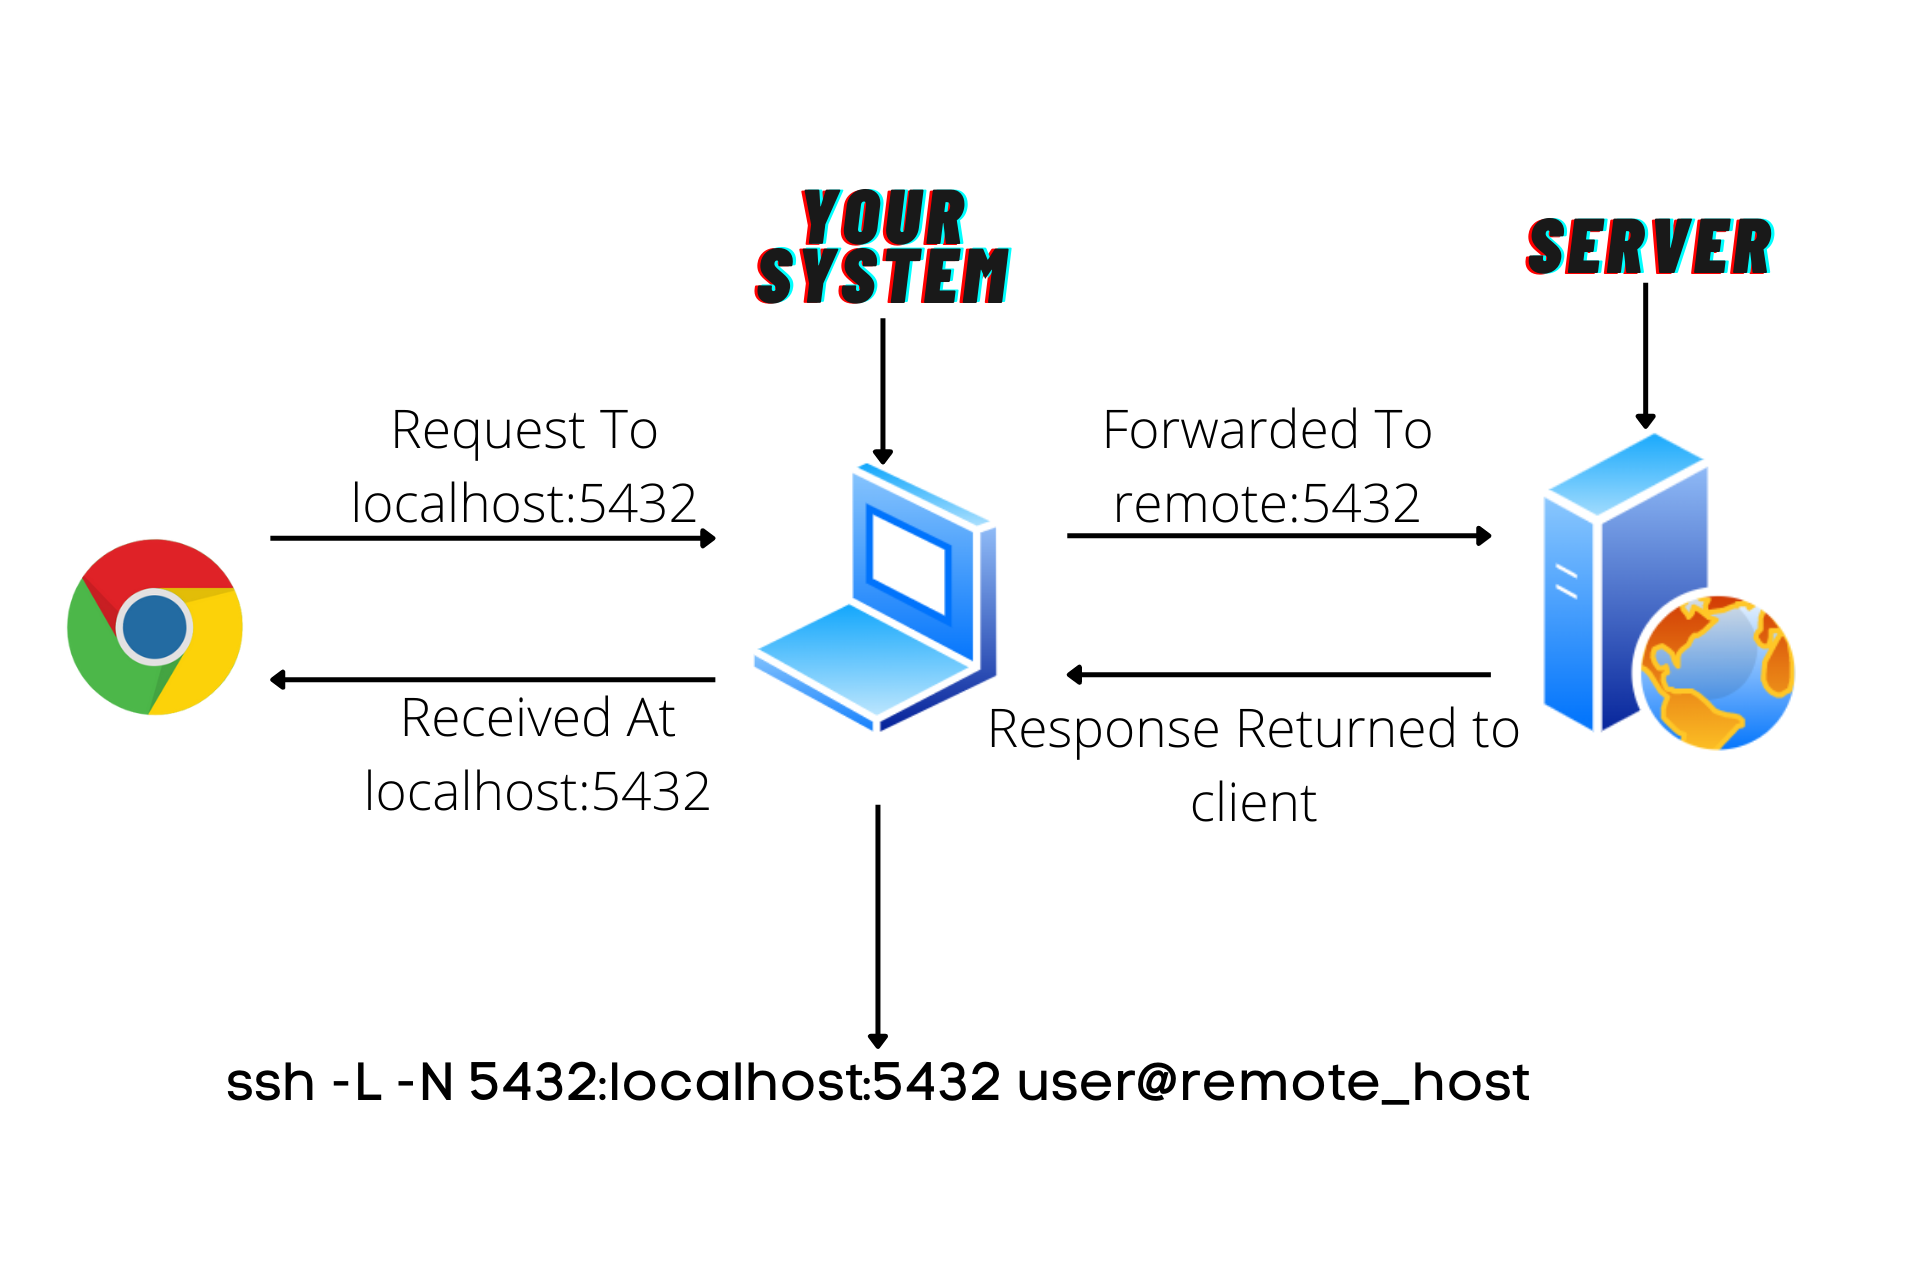 YOUR
SYSTEM
SERVER
Request To
localhost:5432
Forwarded To
remote:5432
Received At
localhost:5432
Response Returned to
client
ssh -L -N 5432:localhost:5432 user@remote_host